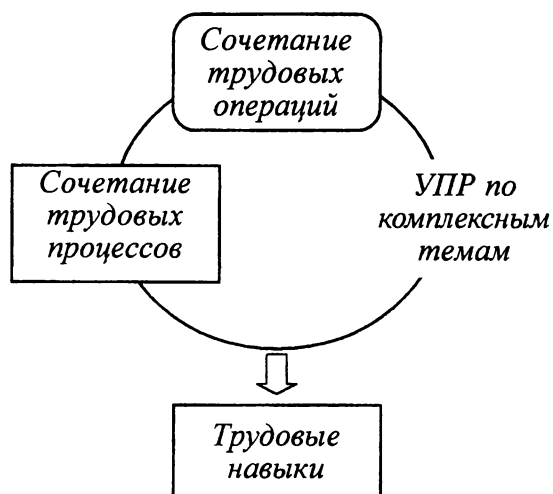 Сочетание
трудовых
операций
Сочетание
трудовых
процессов
УПР по
комплексным
темам
Трудовые
навыки